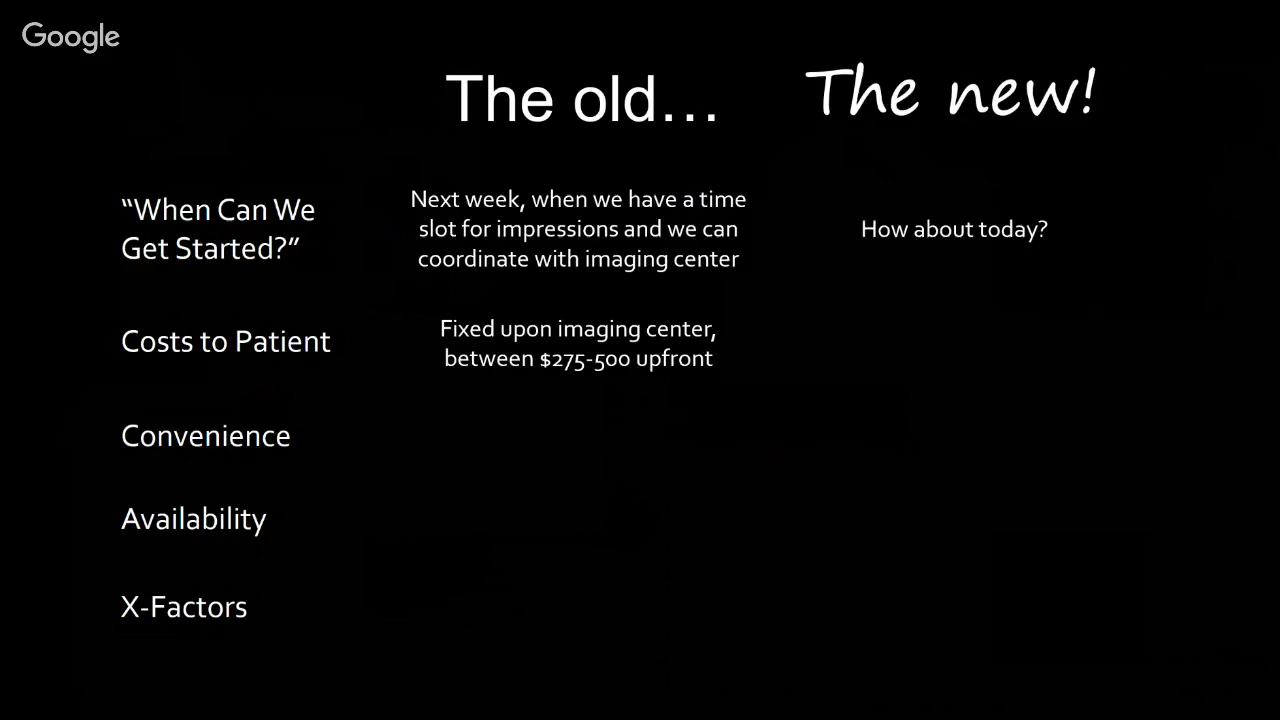 Google
The old… The new!
“When Can We
Get Started?”
Next week, when we have a time
slot for impressions and we can
coordinate with imaging center
How about today?
Costs to Patient
Fixed upon imaging center,
between $275-500 upfront
Convenience
Availability
X-Factors